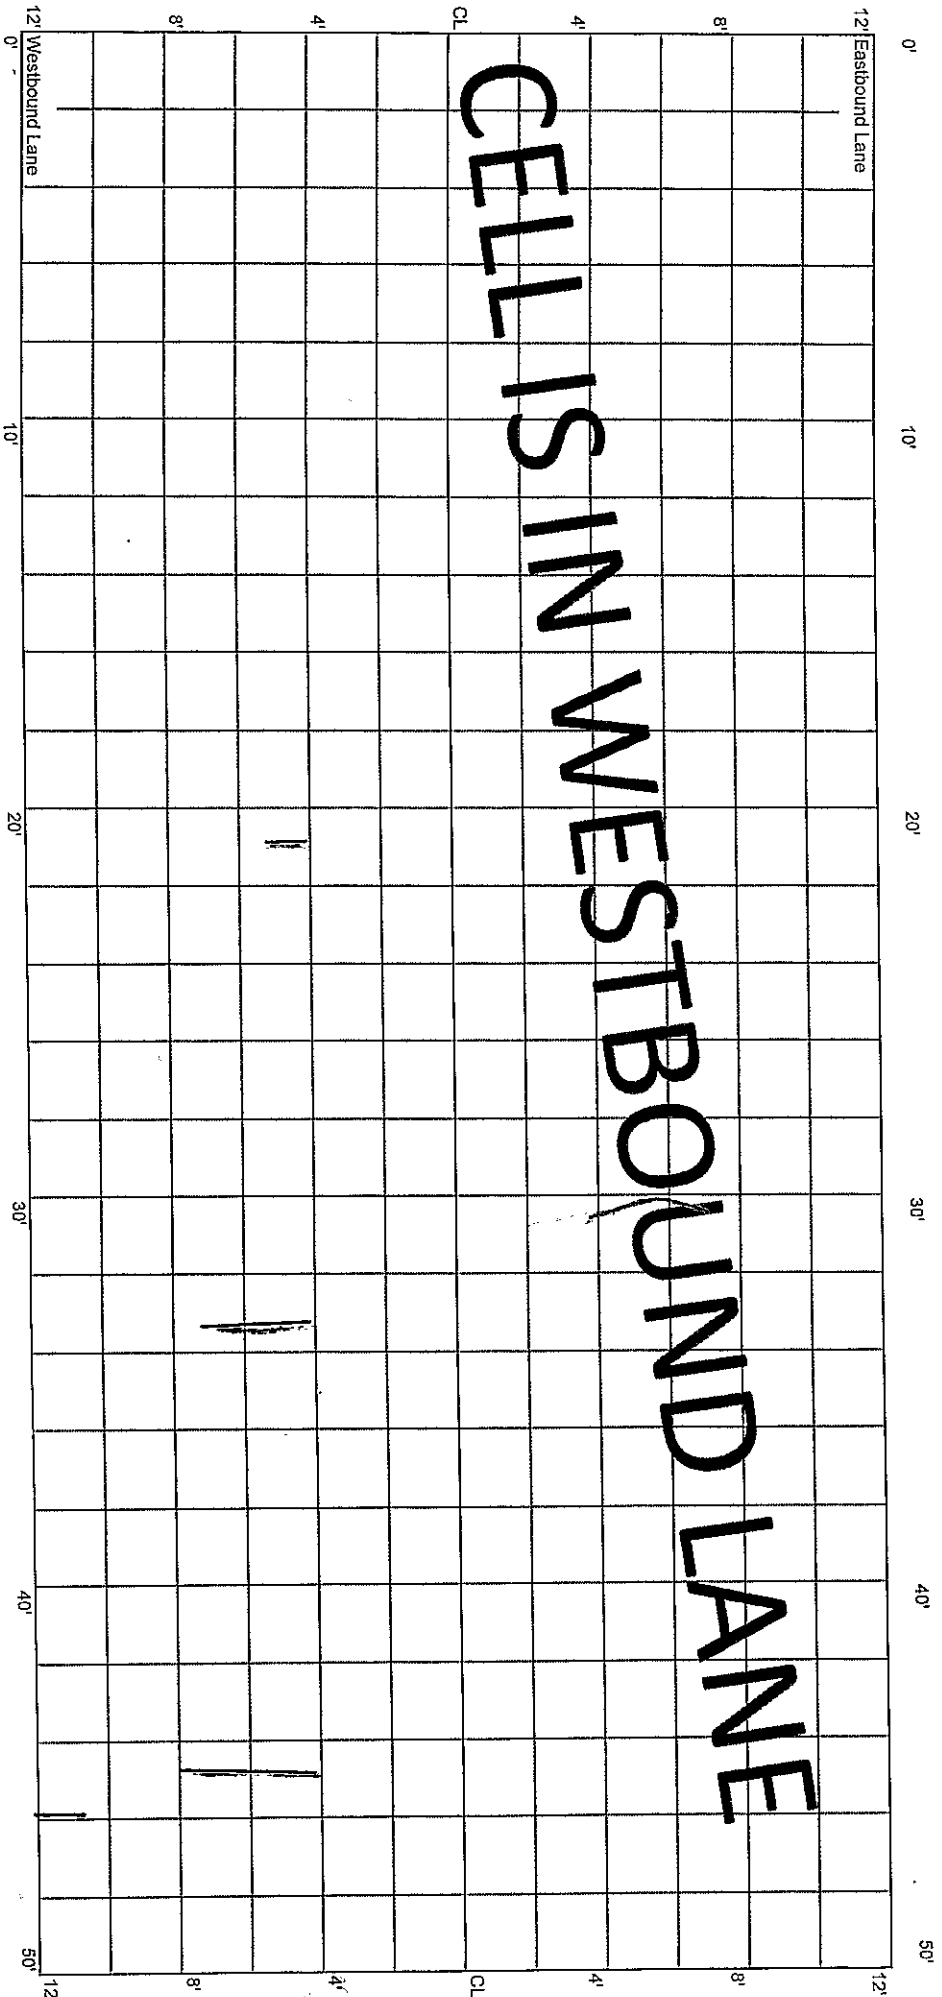 12' 4' CL 4' 8' 12'
0' Westbound Lane
Eastbound Lane 0'
CELL IS IN WESTBOUND LANE
10' 10'
20' 20'
30' 30'
40' 40'
50' 50'
12 8' 4' CL 4' 8' 12'